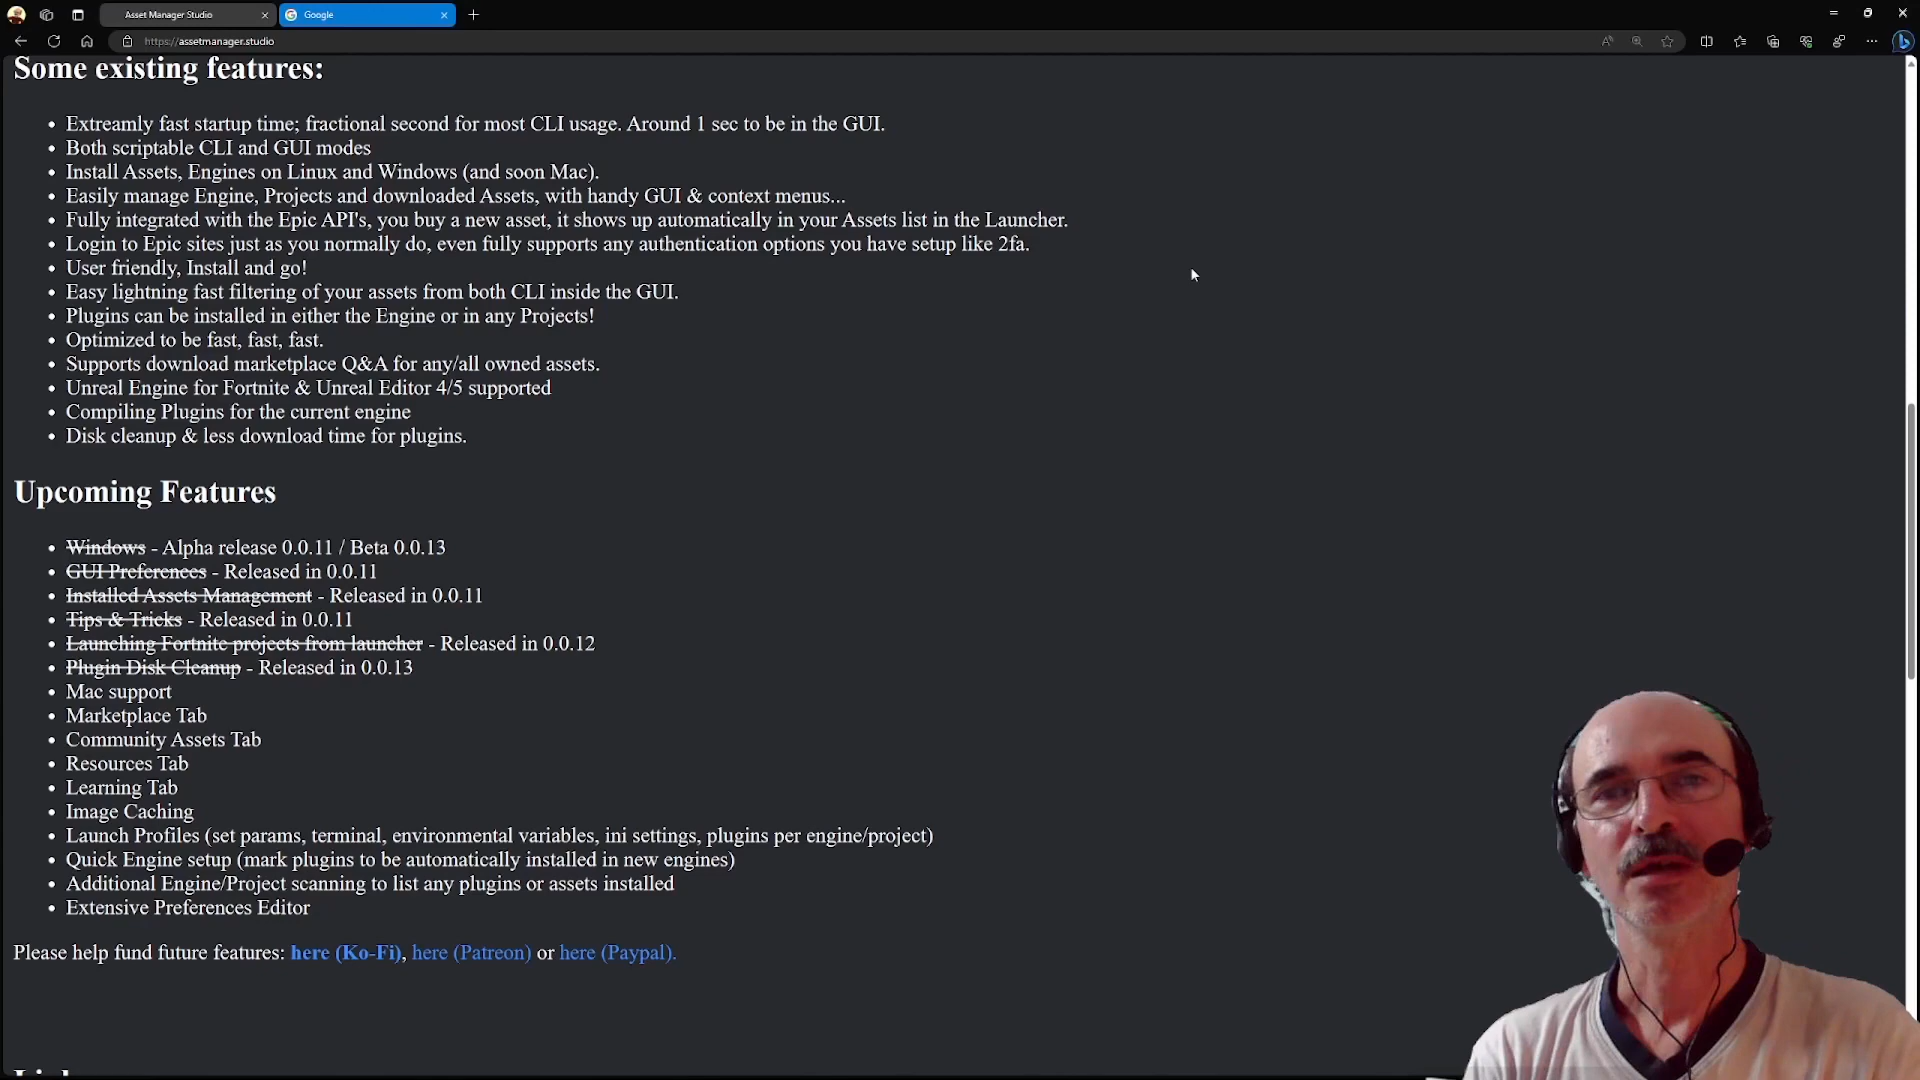 Asset Manager Studio
Google
https://assetmanager.studio
Some existing features:
Extreamly fast startup time; fractional second for most CLI usage. Around 1 sec to be in the GUI.
Both scriptable CLI and GUI modes
Install Assets, Engines on Linux and Windows (and soon Mac).
Easily manage Engine, Projects and downloaded Assets, with handy GUI & context menus...
Fully integrated with the Epic API's, you buy a new asset, it shows up automatically in your Assets list in the Launcher.
Login to Epic sites just as you normally do, even fully supports any authentication options you have setup like 2fa.
User friendly, Install and go!
Easy lightning fast filtering of your assets from both CLI inside the GUI.
Plugins can be installed in either the Engine or in any Projects!
Optimized to be fast, fast, fast.
Supports download marketplace Q&A for any/all owned assets.
Unreal Engine for Fortnite & Unreal Editor 4/5 supported
Compiling Plugins for the current engine
Disk cleanup & less download time for plugins.
Upcoming Features
Windows - Alpha release 0.0.11 / Beta 0.0.13
GUI Preferences - Released in 0.0.11
Installed Assets Management - Released in 0.0.11
Tips & Tricks - Released in 0.0.11
Launching Fortnite projects from launcher - Released in 0.0.12
Plugin Disk Cleanup - Released in 0.0.13
Mac support
Marketplace Tab
Community Assets Tab
Resources Tab
Learning Tab
Image Caching
Launch Profiles (set params, terminal, environmental variables, ini settings, plugins per engine/project)
Quick Engine setup (mark plugins to be automatically installed in new engines)
Additional Engine/Project scanning to list any plugins or assets installed
Extensive Preferences Editor
Please help fund future features: here (Ko-Fi), here (Patreon) or here (Paypal).